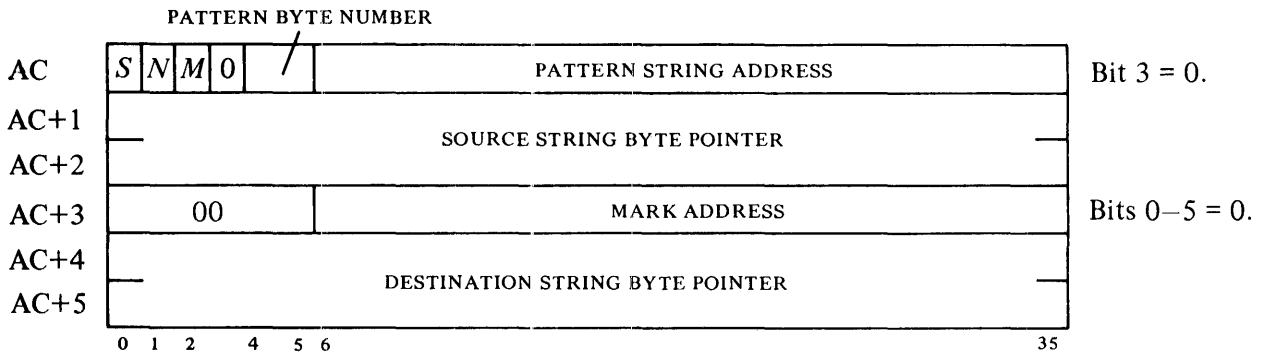 PATTERN BYTE NUMBER
AC S N M 0 PATTERN STRING ADDRESS Bit 3 = 0.
AC+1
SOURCE STRING BYTE POINTER
AC+2
AC+3 00 MARK ADDRESS Bits 0–5 = 0.
AC+4
DESTINATION STRING BYTE POINTER
AC+5
0 1 2 4 5 6 35